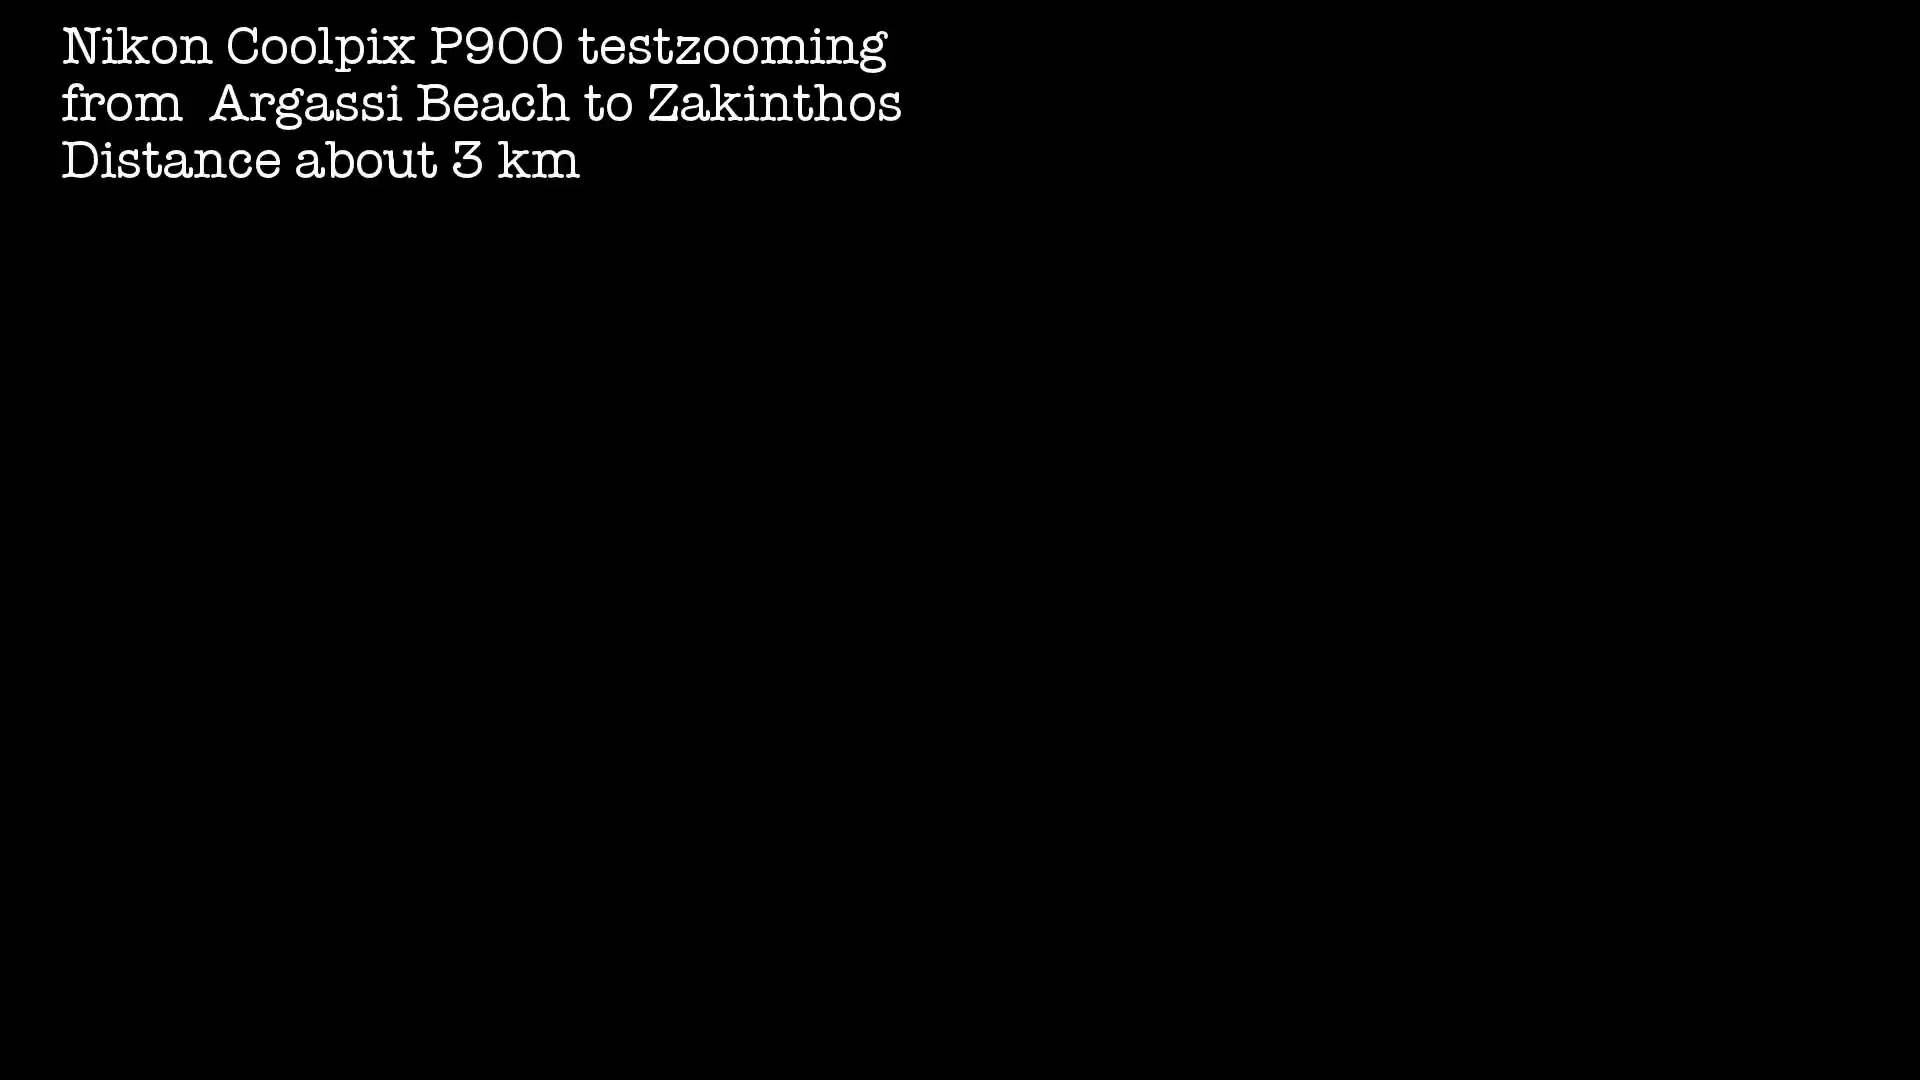 Nikon Coolpix P900 testzooming
from  Argassi Beach to Zakinthos
Distance about 3 km